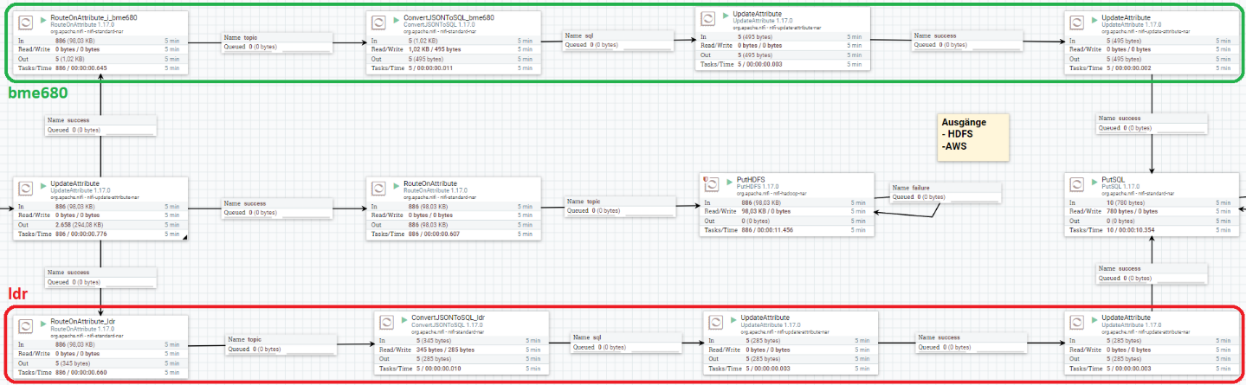 RouteOnAttribute_i_bme680
RouteOnAttribute 1.17.0
org.apache.nifi - nifi-standard-nar
In 886 (98,03 KB) 5 min
Read/Write 0 bytes / 0 bytes 5 min
Out 5 (1,02 KB) 5 min
Tasks/Time 886 / 00:00:00.645 5 min
Name topic
Queued 0 (0 bytes)
ConvertJSONToSQL_bme680
ConvertJSONToSQL 1.17.0
org.apache.nifi - nifi-standard-nar
In 5 (1,02 KB) 5 min
Read/Write 1,02 KB / 495 bytes 5 min
Out 5 (495 bytes) 5 min
Tasks/Time 5 / 00:00:00.011 5 min
Name sql
Queued 0 (0 bytes)
UpdateAttribute
UpdateAttribute 1.17.0
org.apache.nifi - nifi-update-attribute-nar
In 5 (495 bytes) 5 min
Read/Write 0 bytes / 0 bytes 5 min
Out 5 (495 bytes) 5 min
Tasks/Time 5 / 00:00:00.003 5 min
Name success
Queued 0 (0 bytes)
UpdateAttribute
UpdateAttribute 1.17.0
org.apache.nifi - nifi-update-attribute-nar
In 5 (495 bytes) 5 min
Read/Write 0 bytes / 0 bytes 5 min
Out 5 (495 bytes) 5 min
Tasks/Time 5 / 00:00:00.003 5 min
bme680
Name success
Queued 0 (0 bytes)
Ausgänge
- HDFS
-AWS
Name success
Queued 0 (0 bytes)
UpdateAttribute
UpdateAttribute 1.17.0
org.apache.nifi - nifi-update-attribute-nar
In 886 (98,03 KB) 5 min
Read/Write 0 bytes / 0 bytes 5 min
Out 2.658 (294,08 KB) 5 min
Tasks/Time 886 / 00:00:00.776 5 min
Name success
Queued 0 (0 bytes)
RouteOnAttribute
RouteOnAttribute 1.17.0
org.apache.nifi - nifi-standard-nar
In 886 (98,03 KB) 5 min
Read/Write 0 bytes / 0 bytes 5 min
Out 886 (98,03 KB) 5 min
Tasks/Time 886 / 00:00:00.607 5 min
Name topic
Queued 0 (0 bytes)
PutHDFS
PutHDFS 1.17.0
org.apache.nifi - nifi-hadoop-nar
In 886 (98,03 KB) 5 min
Read/Write 98,03 KB / 0 bytes 5 min
Out 0 (0 bytes) 5 min
Tasks/Time 886 / 00:00:11.456 5 min
Name failure
Queued 0 (0 bytes)
PutSQL
PutSQL 1.17.0
org.apache.nifi - nifi-standard-nar
In 10 (780 bytes) 5 min
Read/Write 780 bytes / 0 bytes 5 min
Out 0 (0 bytes) 5 min
Tasks/Time 10 / 00:00:10.354 5 min
Name success
Queued 0 (0 bytes)
Name success
Queued 0 (0 bytes)
ldr
RouteOnAttribute_ldr
RouteOnAttribute 1.17.0
org.apache.nifi - nifi-standard-nar
In 886 (98,03 KB) 5 min
Read/Write 0 bytes / 0 bytes 5 min
Out 5 (345 bytes) 5 min
Tasks/Time 886 / 00:00:00.660 5 min
Name topic
Queued 0 (0 bytes)
ConvertJSONToSQL_ldr
ConvertJSONToSQL 1.17.0
org.apache.nifi - nifi-standard-nar
In 5 (345 bytes) 5 min
Read/Write 345 bytes / 285 bytes 5 min
Out 5 (285 bytes) 5 min
Tasks/Time 5 / 00:00:00.010 5 min
Name sql
Queued 0 (0 bytes)
UpdateAttribute
UpdateAttribute 1.17.0
org.apache.nifi - nifi-update-attribute-nar
In 5 (285 bytes) 5 min
Read/Write 0 bytes / 0 bytes 5 min
Out 5 (285 bytes) 5 min
Tasks/Time 5 / 00:00:00.003 5 min
Name success
Queued 0 (0 bytes)
UpdateAttribute
UpdateAttribute 1.17.0
org.apache.nifi - nifi-update-attribute-nar
In 5 (285 bytes) 5 min
Read/Write 0 bytes / 0 bytes 5 min
Out 5 (285 bytes) 5 min
Tasks/Time 5 / 00:00:00.003 5 min